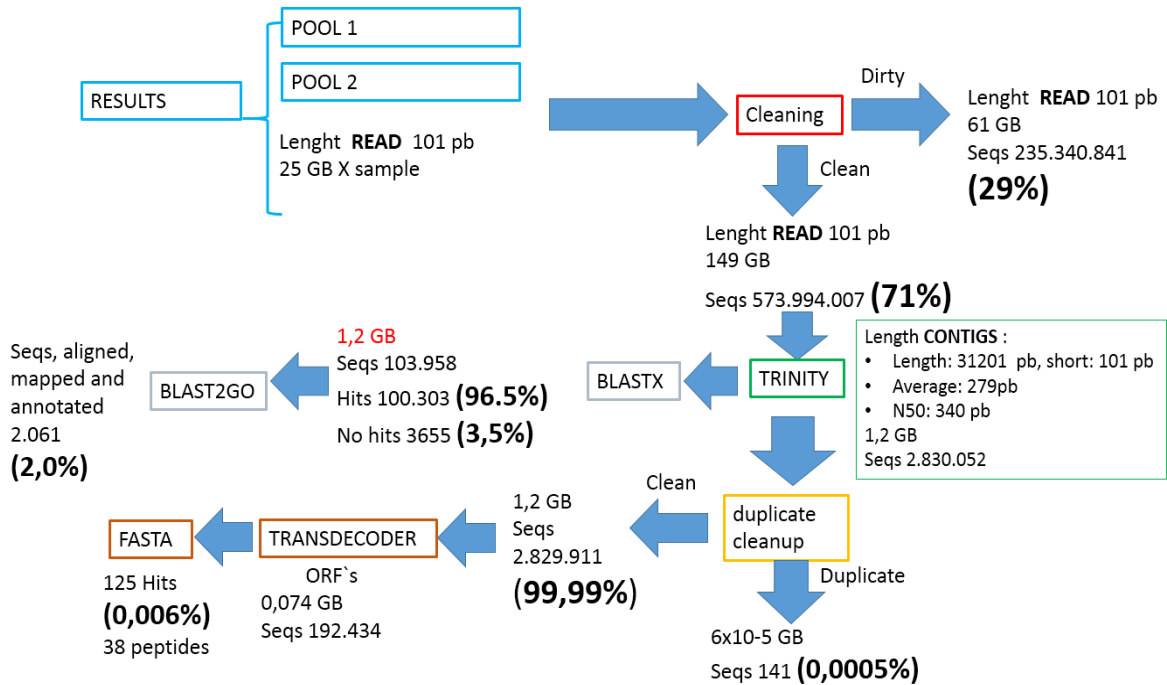 RESULTS
POOL 1
POOL 2
Lenght READ 101 pb
25 GB X sample
Cleaning
Dirty
Lenght READ 101 pb
61 GB
Seqs 235.340.841
(29%)
Clean
Lenght READ 101 pb
149 GB
Seqs 573.994.007 (71%)
TRINITY
Length CONTIGS :
• Length: 31201 pb, short: 101 pb
• Average: 279pb
• N50: 340 pb
1,2 GB
Seqs 2.830.052
BLASTX
1,2 GB
Seqs 103.958
Hits 100.303 (96.5%)
No hits 3655 (3,5%)
BLAST2GO
Seqs, aligned,
mapped and
annotated
2.061
(2,0%)
duplicate
cleanup
Clean
1,2 GB
Seqs
2.829.911
(99,99%)
Duplicate
6x10-5 GB
Seqs 141 (0,0005%)
TRANSDECODER
ORF`s
0,074 GB
Seqs 192.434
FASTA
125 Hits
(0,006%)
38 peptides